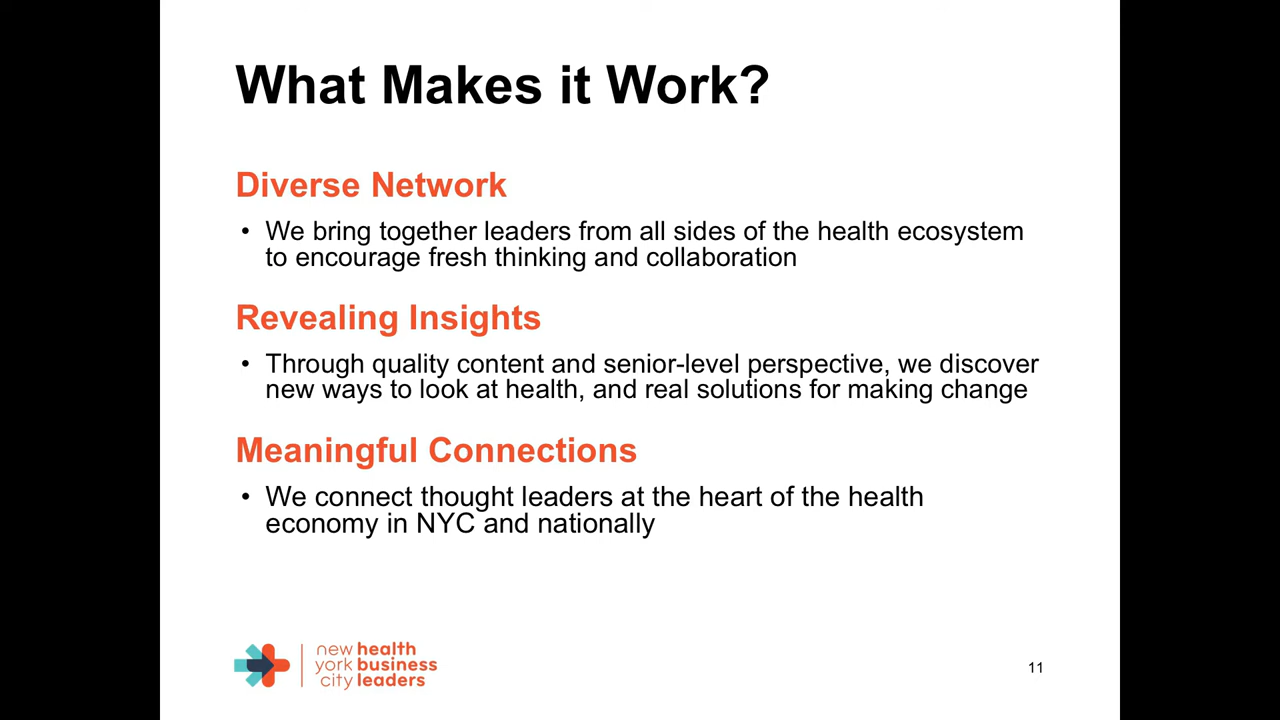 What Makes it Work?
Diverse Network
• We bring together leaders from all sides of the health ecosystem
to encourage fresh thinking and collaboration
Revealing Insights
• Through quality content and senior-level perspective, we discover
new ways to look at health, and real solutions for making change
Meaningful Connections
• We connect thought leaders at the heart of the health
economy in NYC and nationally
new health
york business
city leaders
11